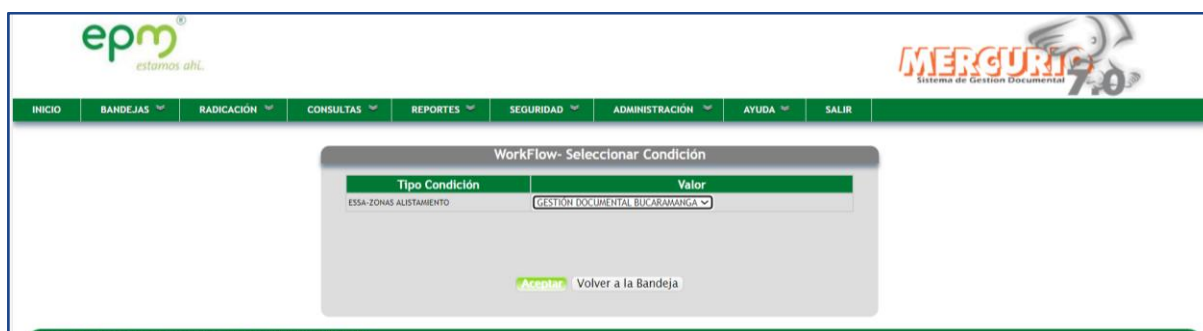 epm®
estamos ahí.
MERCURIO
Sistema de Gestion Documental
7.0
INICIO BANDEJAS RADICACIÓN CONSULTAS REPORTES SEGURIDAD ADMINISTRACIÓN AYUDA SALIR
WorkFlow- Seleccionar Condición
Tipo Condición Valor
ESSA-ZONAS ALISTAMIENTO GESTIÓN DOCUMENTAL BUCARAMANGA
Aceptar Volver a la Bandeja